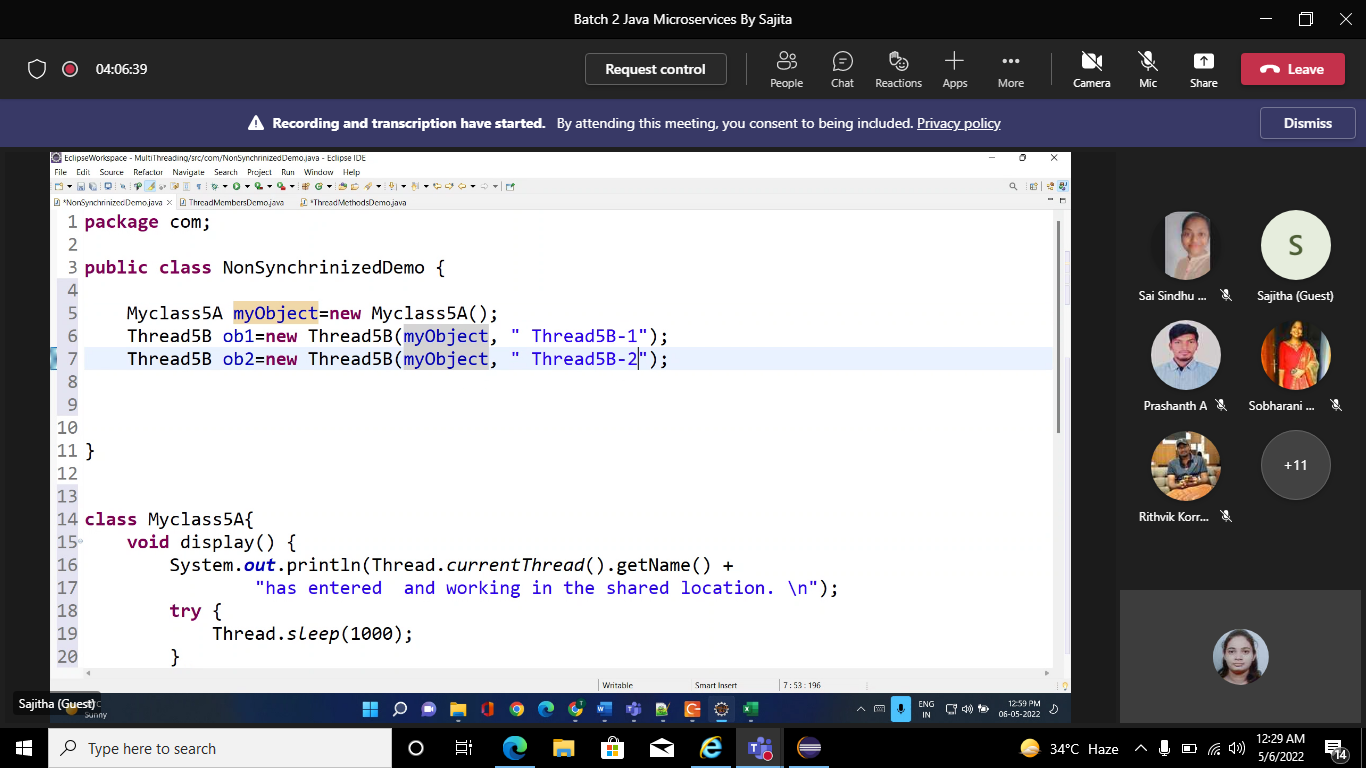 Batch 2 Java Microservices By Sajita
04:06:39
Request control
People
Chat
Reactions
Apps
More
Camera
Mic
Share
Leave
Recording and transcription have started. By attending this meeting, you consent to being included. Privacy policy
Dismiss
EclipseWorkspace - MultiThreading/src/com/NonSynchrinizedDemo.java - Eclipse IDE
File Edit Source Refactor Navigate Search Project Run Window Help
*NonSynchrinizedDemo.java ThreadMembersDemo.java *ThreadMethodsDemo.java
1 package com;
2
3 public class NonSynchrinizedDemo {
4
5 Myclass5A myObject=new Myclass5A();
6 Thread5B ob1=new Thread5B(myObject, " Thread5B-1");
7 Thread5B ob2=new Thread5B(myObject, " Thread5B-2");
8
9
10
11 }
12
13
14 class Myclass5A{
15 void display() {
16 System.out.println(Thread.currentThread().getName() +
17 "has entered  and working in the shared location. \n");
18 try {
19 Thread.sleep(1000);
20 }
Writable Smart Insert 7 : 53 : 196
Sajitha (Guest)
Sunny
ENG
IN
12:59 PM
06-05-2022
Sai Sindhu ...
Sajitha (Guest)
S
Prashanth A
Sobharani ...
Rithvik Korr...
+11
Type here to search
34°C Haze
12:29 AM
5/6/2022
14